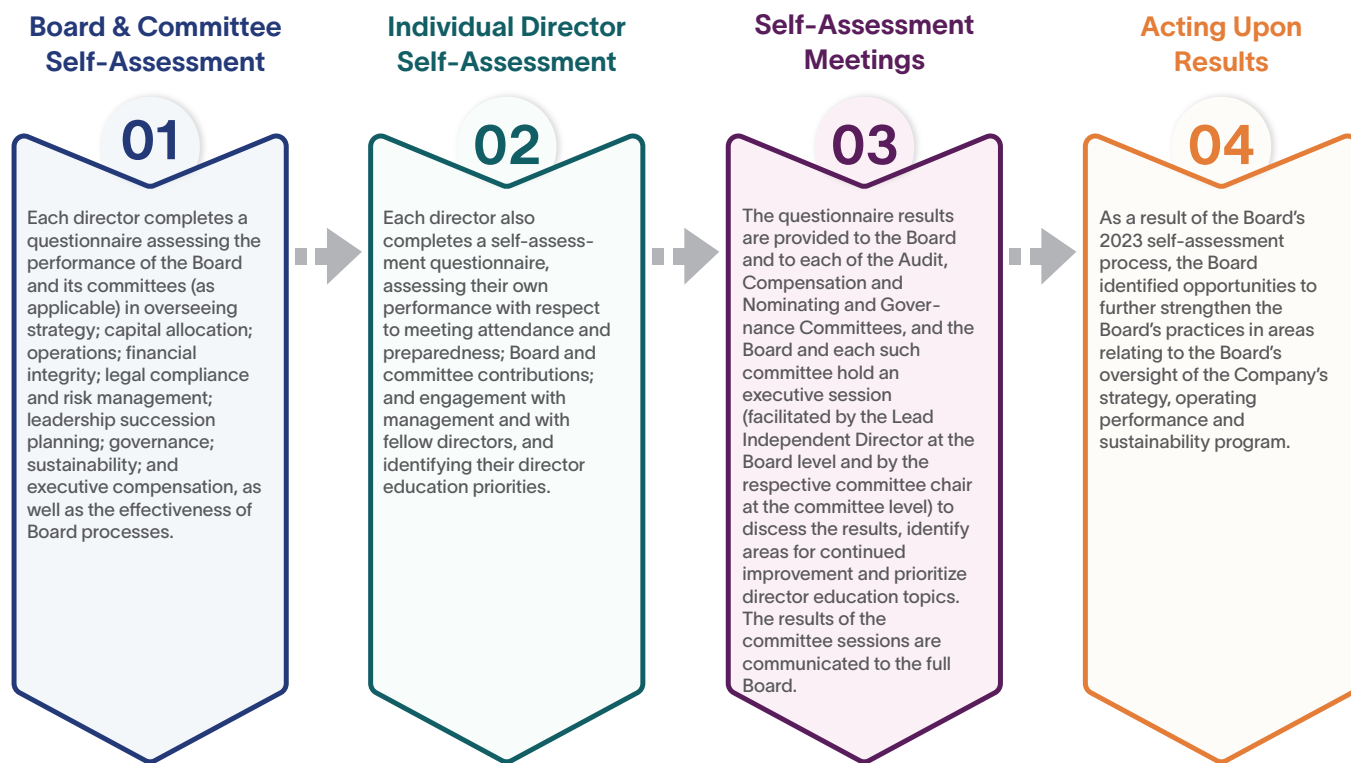 Board & Committee
Self-Assessment
01
Each director completes a
questionnaire assessing the
performance of the Board
and its committees (as
applicable) in overseeing
strategy; capital allocation;
operations; financial
integrity; legal compliance
and risk management;
leadership succession
planning; governance;
sustainability; and
executive compensation, as
well as the effectiveness of
Board processes.
Individual Director
Self-Assessment
02
Each director also
completes a self-assess-
ment questionnaire,
assessing their own
performance with respect
to meeting attendance and
preparedness; Board and
committee contributions;
and engagement with
management and with
fellow directors, and
identifying their director
education priorities.
Self-Assessment
Meetings
03
The questionnaire results
are provided to the Board
and to each of the Audit,
Compensation and
Nominating and Gover-
nance Committees, and the
Board and each such
committee hold an
executive session
(facilitated by the Lead
Independent Director at the
Board level and by the
respective committee chair
at the committee level) to
discuss the results, identify
areas for continued
improvement and prioritize
director education topics.
The results of the
committee sessions are
communicated to the full
Board.
Acting Upon
Results
04
As a result of the Board’s
2023 self-assessment
process, the Board
identified opportunities to
further strengthen the
Board’s practices in areas
relating to the Board’s
oversight of the Company’s
strategy, operating
performance and
sustainability program.